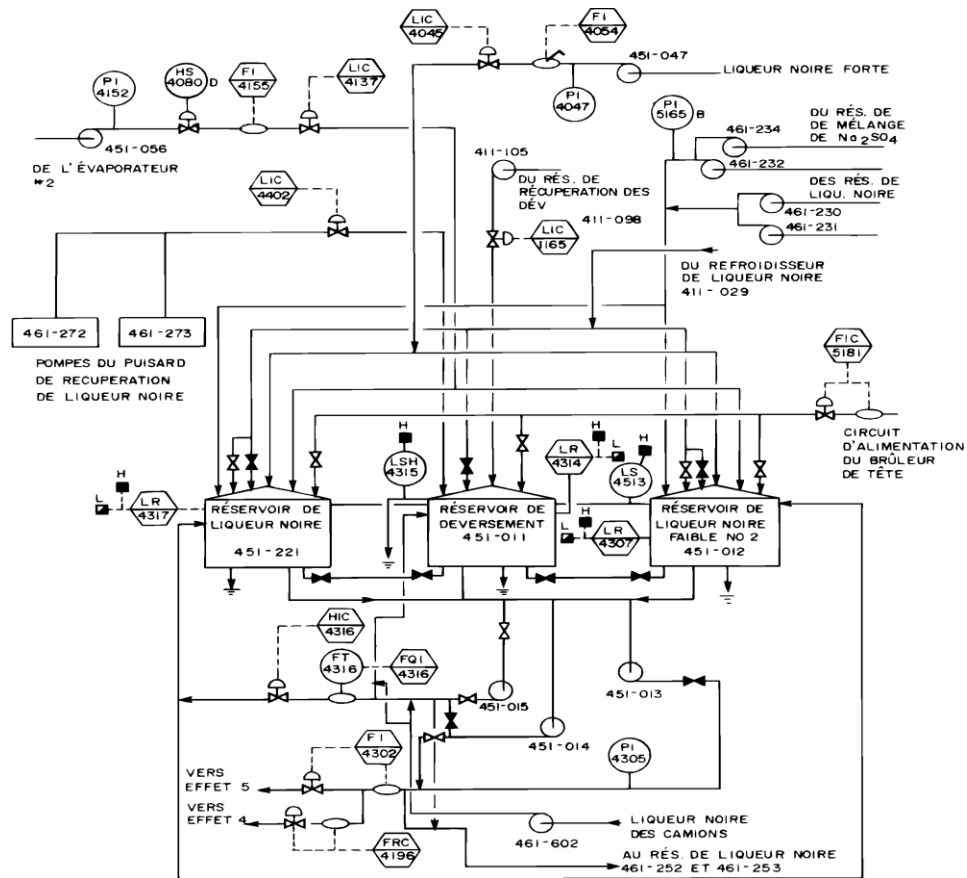 LIC
4045
FI
4054
451-047
LIQUEUR NOIRE FORTE
PI
4047
PI
4152
HS
4080
D
FI
4155
LIC
4137
451-056
DE L'ÉVAPORATEUR
#2
PI
5165
B
461-234
DU RÉS. DE
DE MÉLANGE
DE Na2SO4
461-232
DES RÉS. DE
LIQU. NOIRE
461-230
461-231
411-105
DU RÉS. DE
RÉCUPERATION DES
DÉV
411-098
LIC
4402
LIC
1165
DU REFROIDISSEUR
DE LIQUEUR NOIRE
411-029
461-272
461-273
POMPES DU PUISARD
DE RECUPERATION
DE LIQUEUR NOIRE
FIC
5181
CIRCUIT
D'ALIMENTATION
DU BRÛLEUR
DE TÊTE
H
LSH
4315
LR
4314
H
L
H
LS
4513
H
L
LR
4317
RÉSERVOIR DE
LIQUEUR NOIRE
451-221
RÉSERVOIR DE
DEVERSEMENT
451-011
H
L
LR
4307
RÉSERVOIR DE
LIQUEUR NOIRE
FAIBLE NO 2
451-012
HIC
4316
FT
4316
FQI
4316
451-015
451-014
451-013
FI
4302
PI
4305
VERS
EFFET 5
VERS
EFFET 4
FRC
4196
461-602
LIQUEUR NOIRE
DES CAMIONS
AU RÉS. DE LIQUEUR NOIRE
461-252 ET 461-253